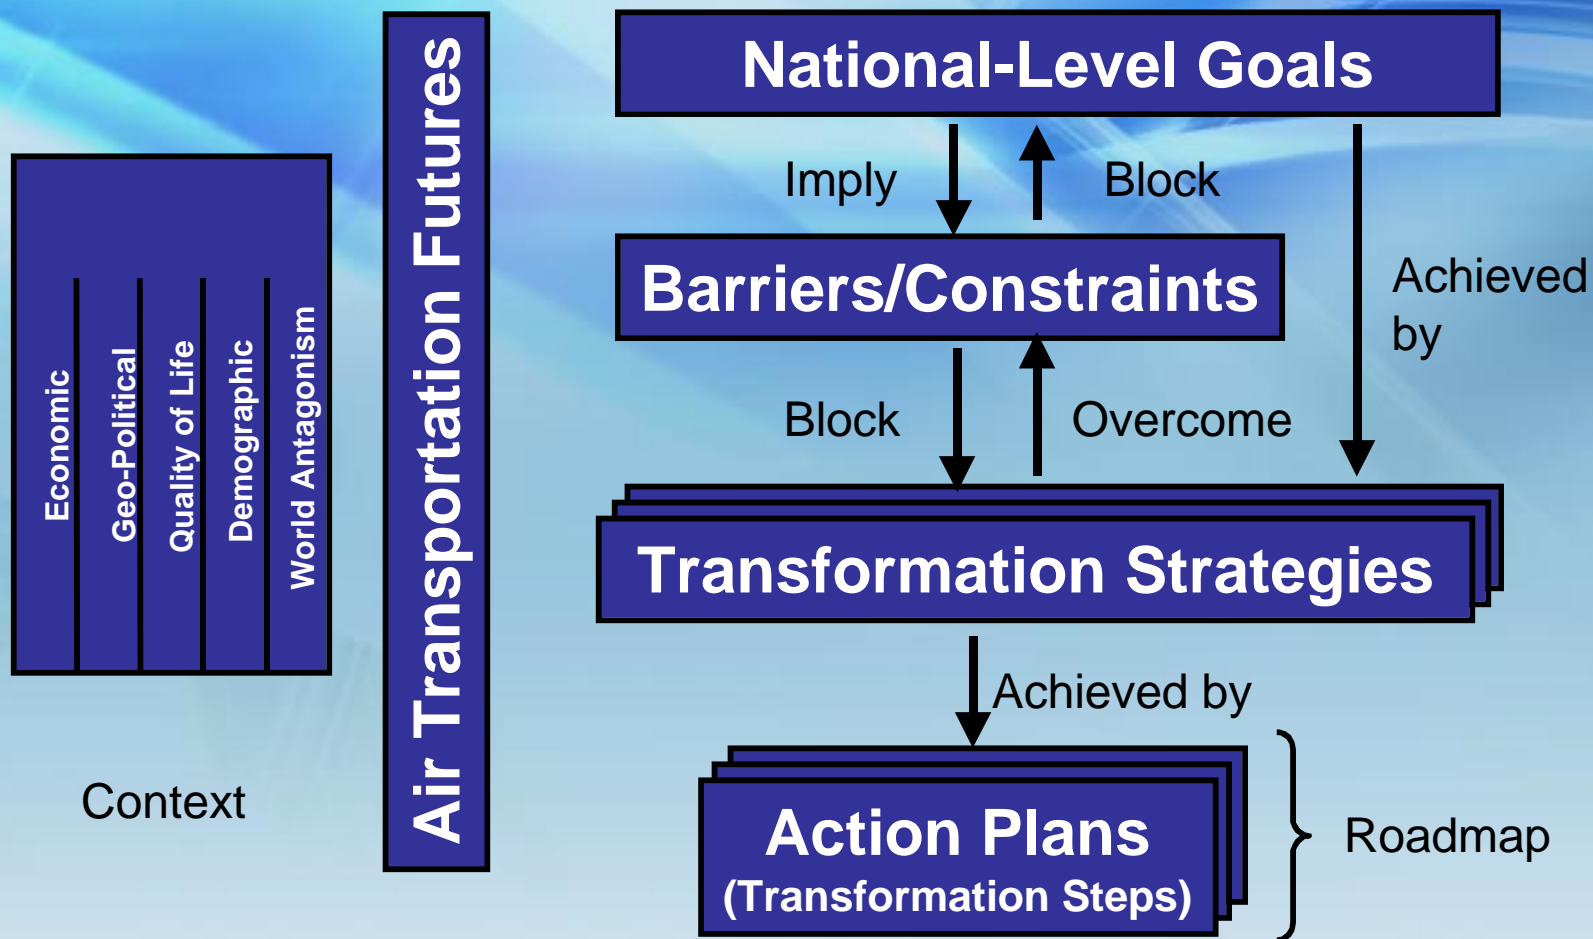 Economic
Geo-Political
Quality of Life
Demographic
World Antagonism
Context
Air Transportation Futures
National-Level Goals
Imply
Block
Barriers/Constraints
Achieved
by
Block
Overcome
Transformation Strategies
Achieved by
Action Plans
(Transformation Steps)
Roadmap